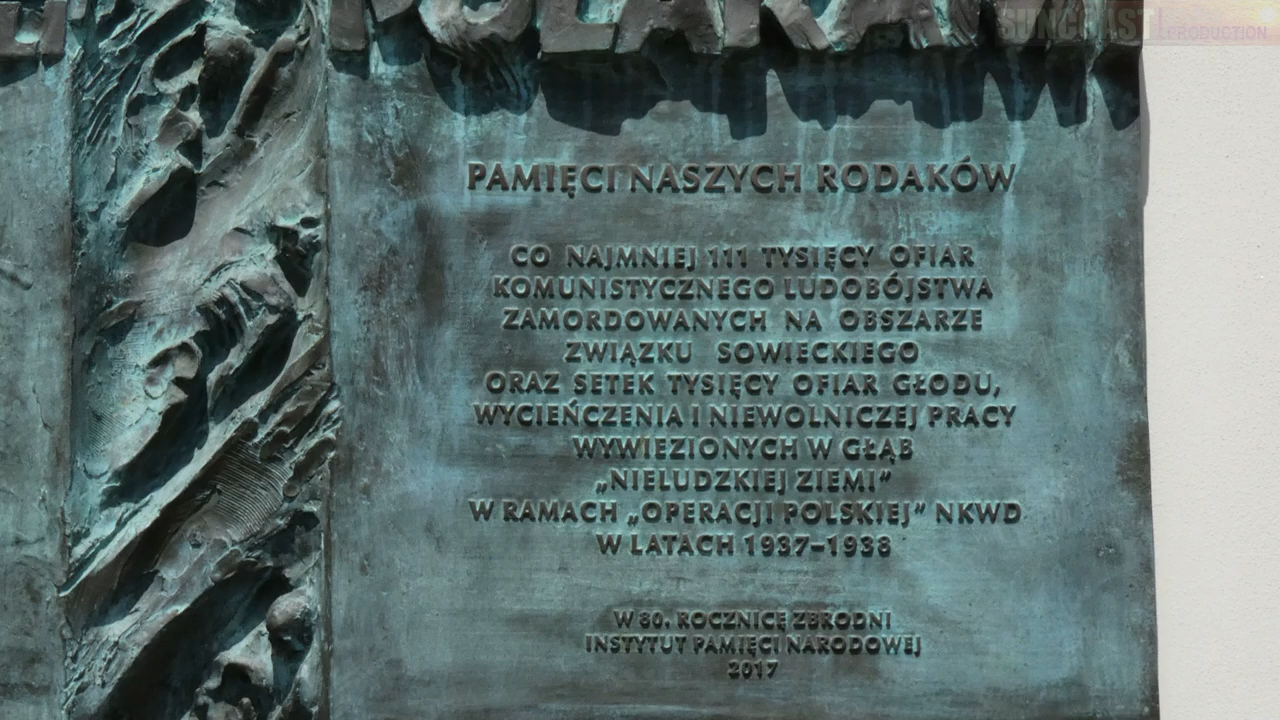 SUNCOAST PRODUCTION
PAMIĘCI NASZYCH RODAKÓW
CO NAJMNIEJ 111 TYSIĘCY OFIAR
KOMUNISTYCZNEGO LUDOBÓJSTWA
ZAMORDOWANYCH NA OBSZARZE
ZWIĄZKU SOWIECKIEGO
ORAZ SETEK TYSIĘCY OFIAR GŁODU,
WYCIEŃCZENIA I NIEWOLNICZEJ PRACY
WYWIEZIONYCH W GŁĄB
„NIELUDZKIEJ ZIEMI”
W RAMACH „OPERACJI POLSKIEJ” NKWD
W LATACH 1937–1938
W 80. ROCZNICĘ ZBRODNI
INSTYTUT PAMIĘCI NARODOWEJ
2017